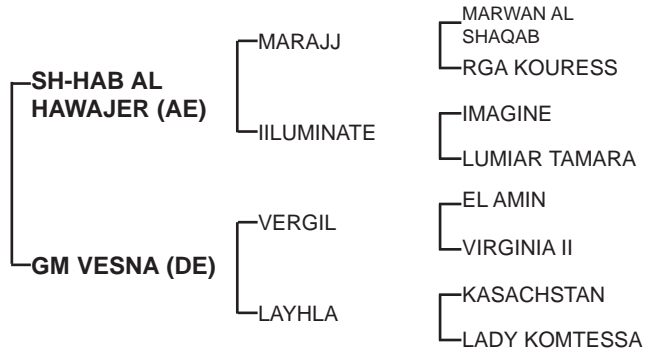 MARWAN AL
SHAQAB
MARAJJ
RGA KOURESS
SH-HAB AL
HAWAJER (AE)
IMAGINE
IILUMINATE
LUMIAR TAMARA
EL AMIN
VERGIL
VIRGINIA II
GM VESNA (DE)
KASACHSTAN
LAYHLA
LADY KOMTESSA